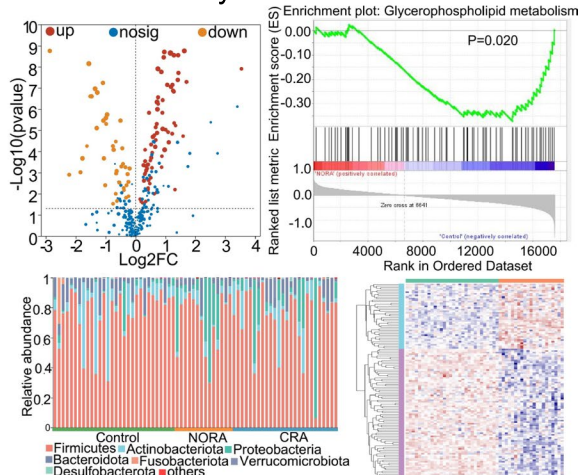 up nosig down
-Log10(pvalue)
10
9
8
7
6
5
4
3
2
1
0
-3 -2 -1 0 1 2 3 4
Log2FC
Enrichment plot: Glycerophospholipid metabolism
Enrichment score (ES)
0.00
-0.10
-0.20
-0.30
P=0.020
Ranked list metric
1.0
0.0
-1.0
'NORA' (positively correlated)
Zero cross at 6641
'Control' (negatively correlated)
0 4000 8000 12000 16000
Rank in Ordered Dataset
Relative abundance
1
0.8
0.6
0.4
0.2
0
Control NORA CRA
Firmicutes Actinobacteriota Proteobacteria
Bacteroidota Fusobacteriota Verrucomicrobiota
Desulfobacterota others